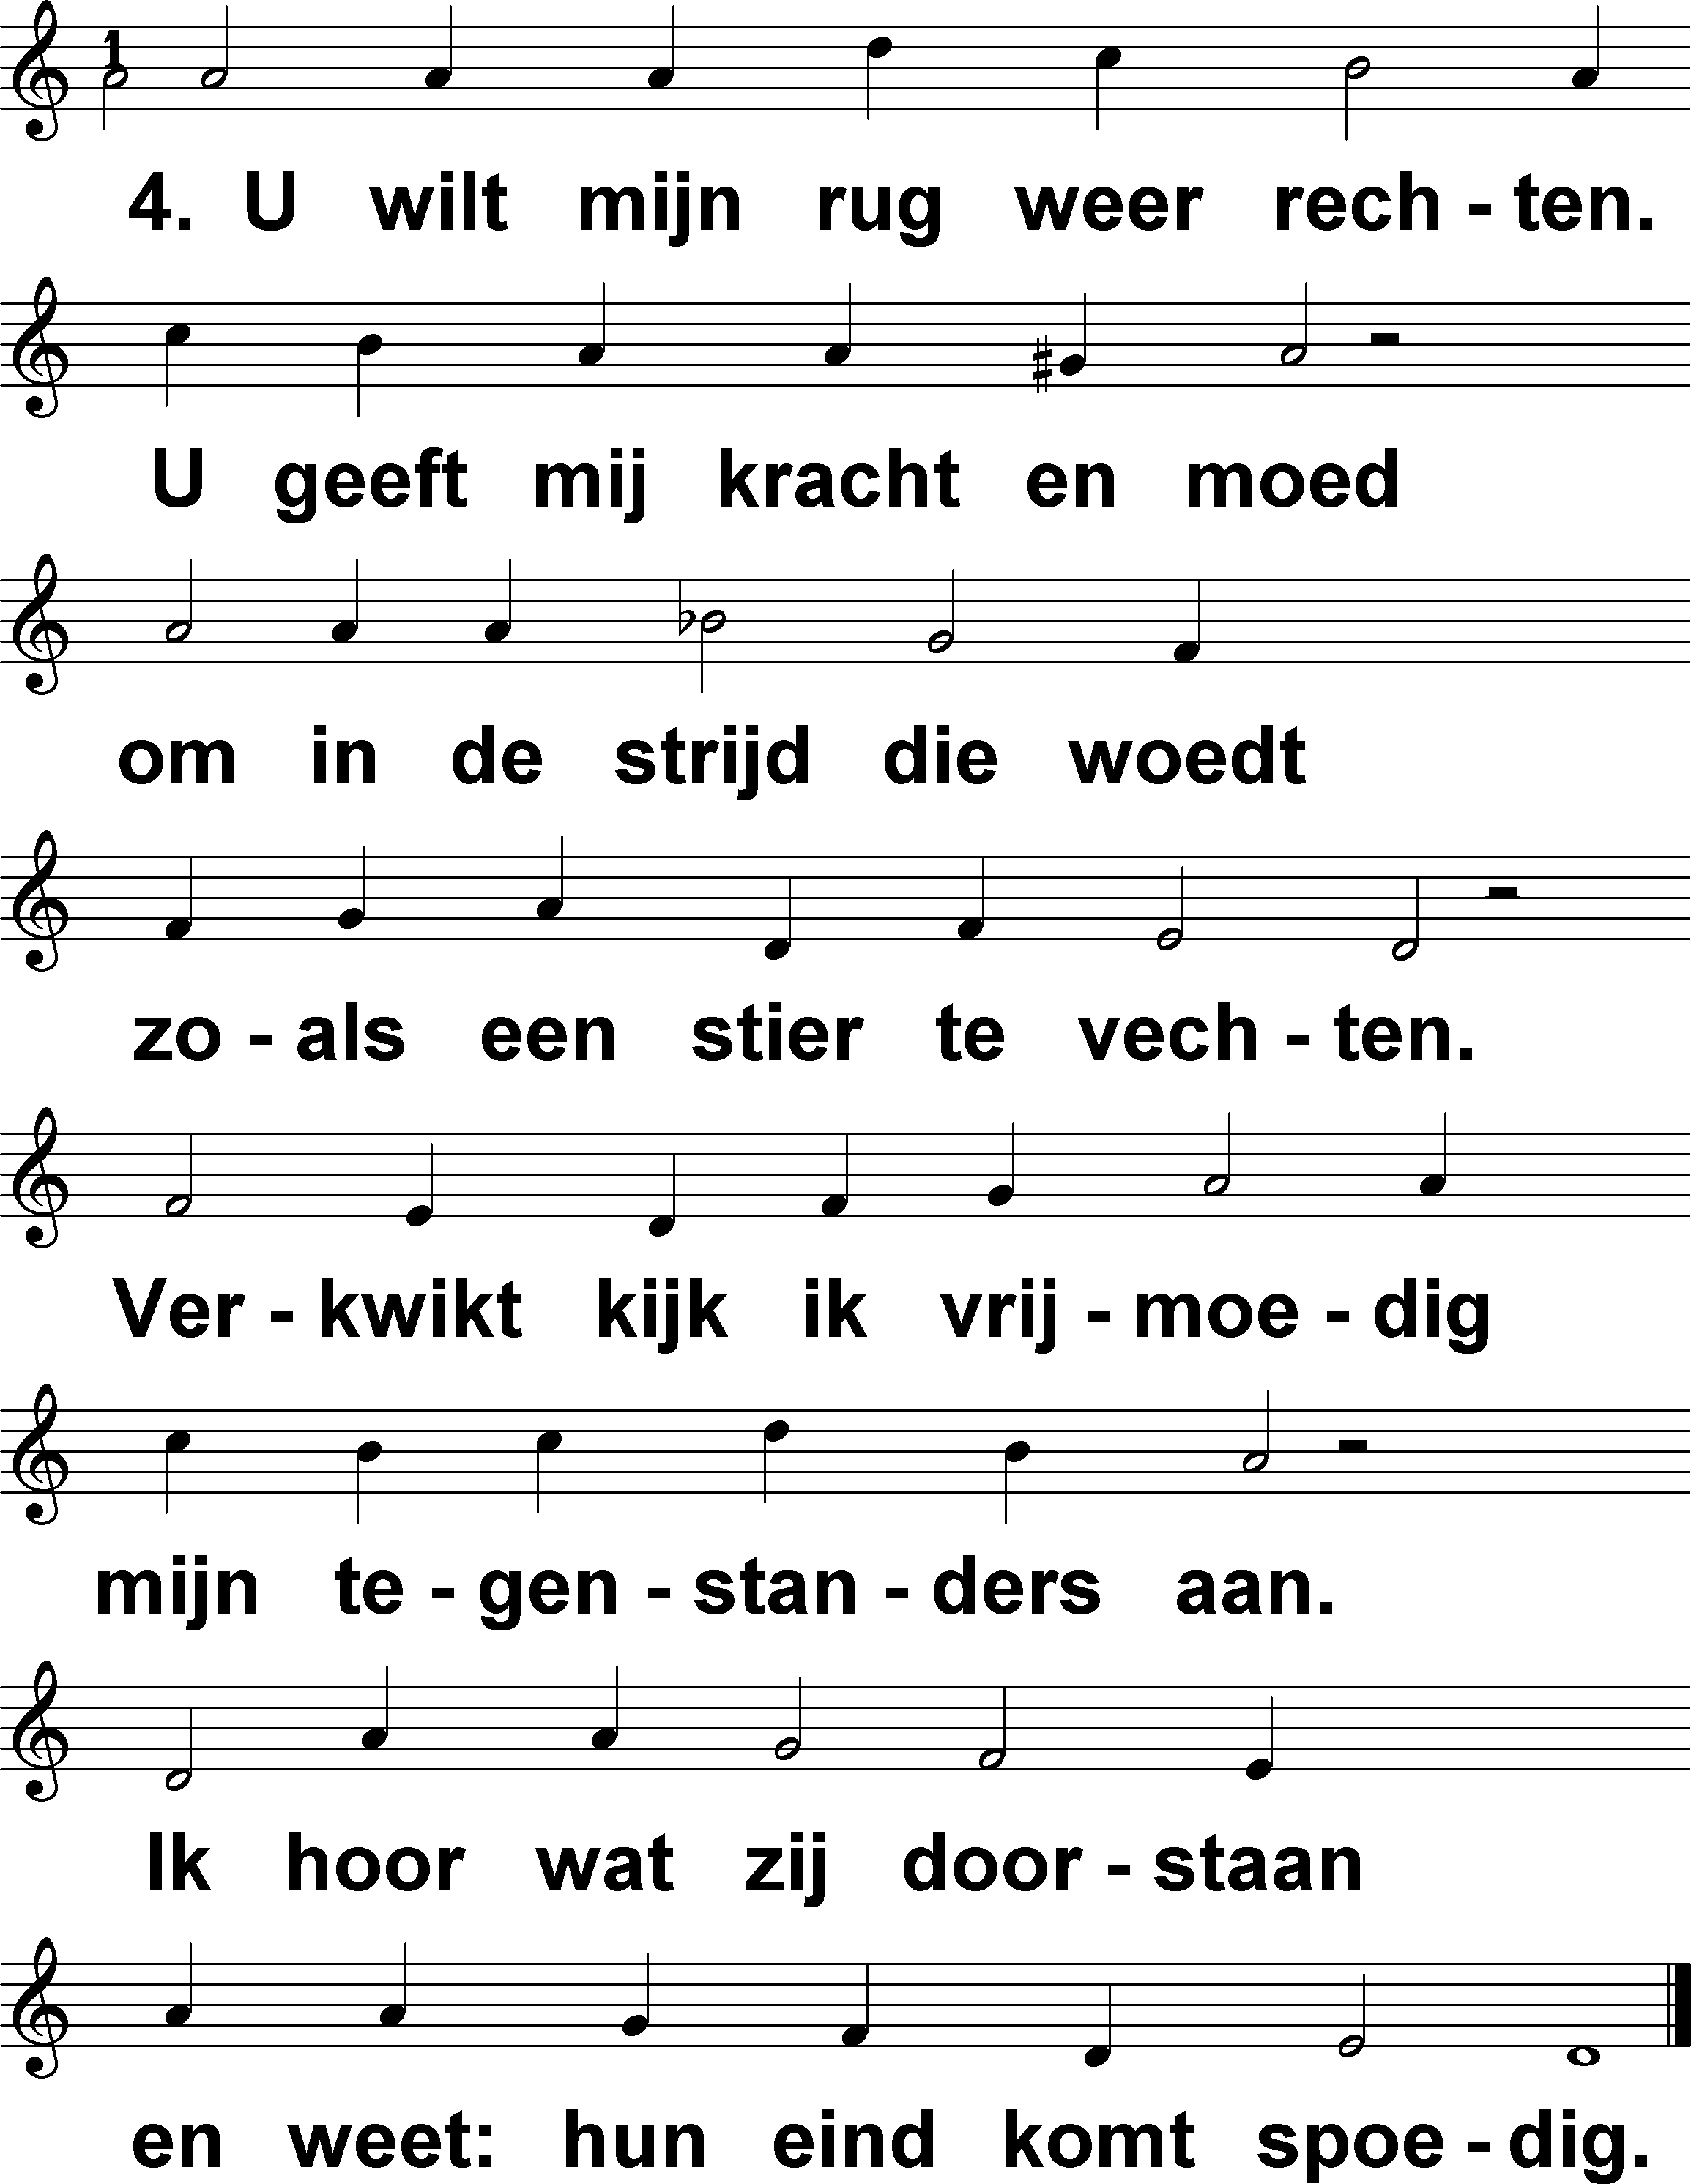 4. U wilt mijn rug weer rech - ten.
U geeft mij kracht en moed
om in de strijd die woedt
zo - als een stier te vech - ten.
Ver - kwikt kijk ik vrij - moe - dig
mijn te - gen - stan - ders aan.
Ik hoor wat zij door - staan
en weet: hun eind komt spoe - dig.